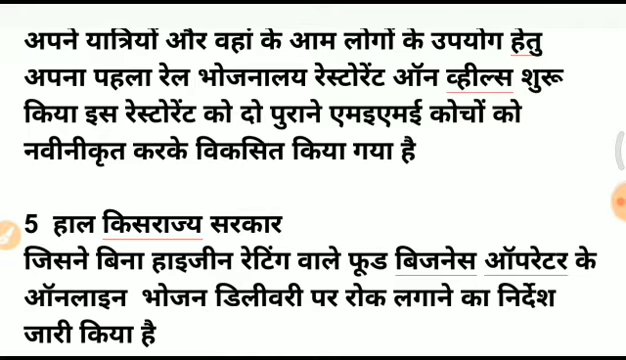 अपने यात्रियों और वहां के आम लोगों के उपयोग हेतु
अपना पहला रेल भोजनालय रेस्टोरेंट ऑन व्हील्स शुरू
किया इस रेस्टोरेंट को दो पुराने एमइएमई कोचों को
नवीनीकृत करके विकसित किया गया है
5 हाल किसराज्य सरकार
जिसने बिना हाइजीन रेटिंग वाले फूड बिजनेस ऑपरेटर के
ऑनलाइन भोजन डिलीवरी पर रोक लगाने का निर्देश
जारी किया है